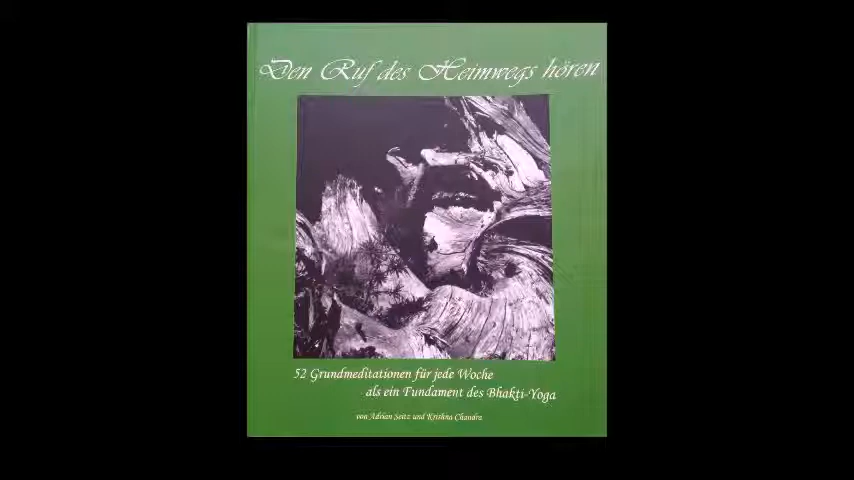 Den Ruf des Heimwegs hören
52 Grundmeditationen für jede Woche
als ein Fundament des Bhakti-Yoga
von Adrian Seitz und Krishna Chandra